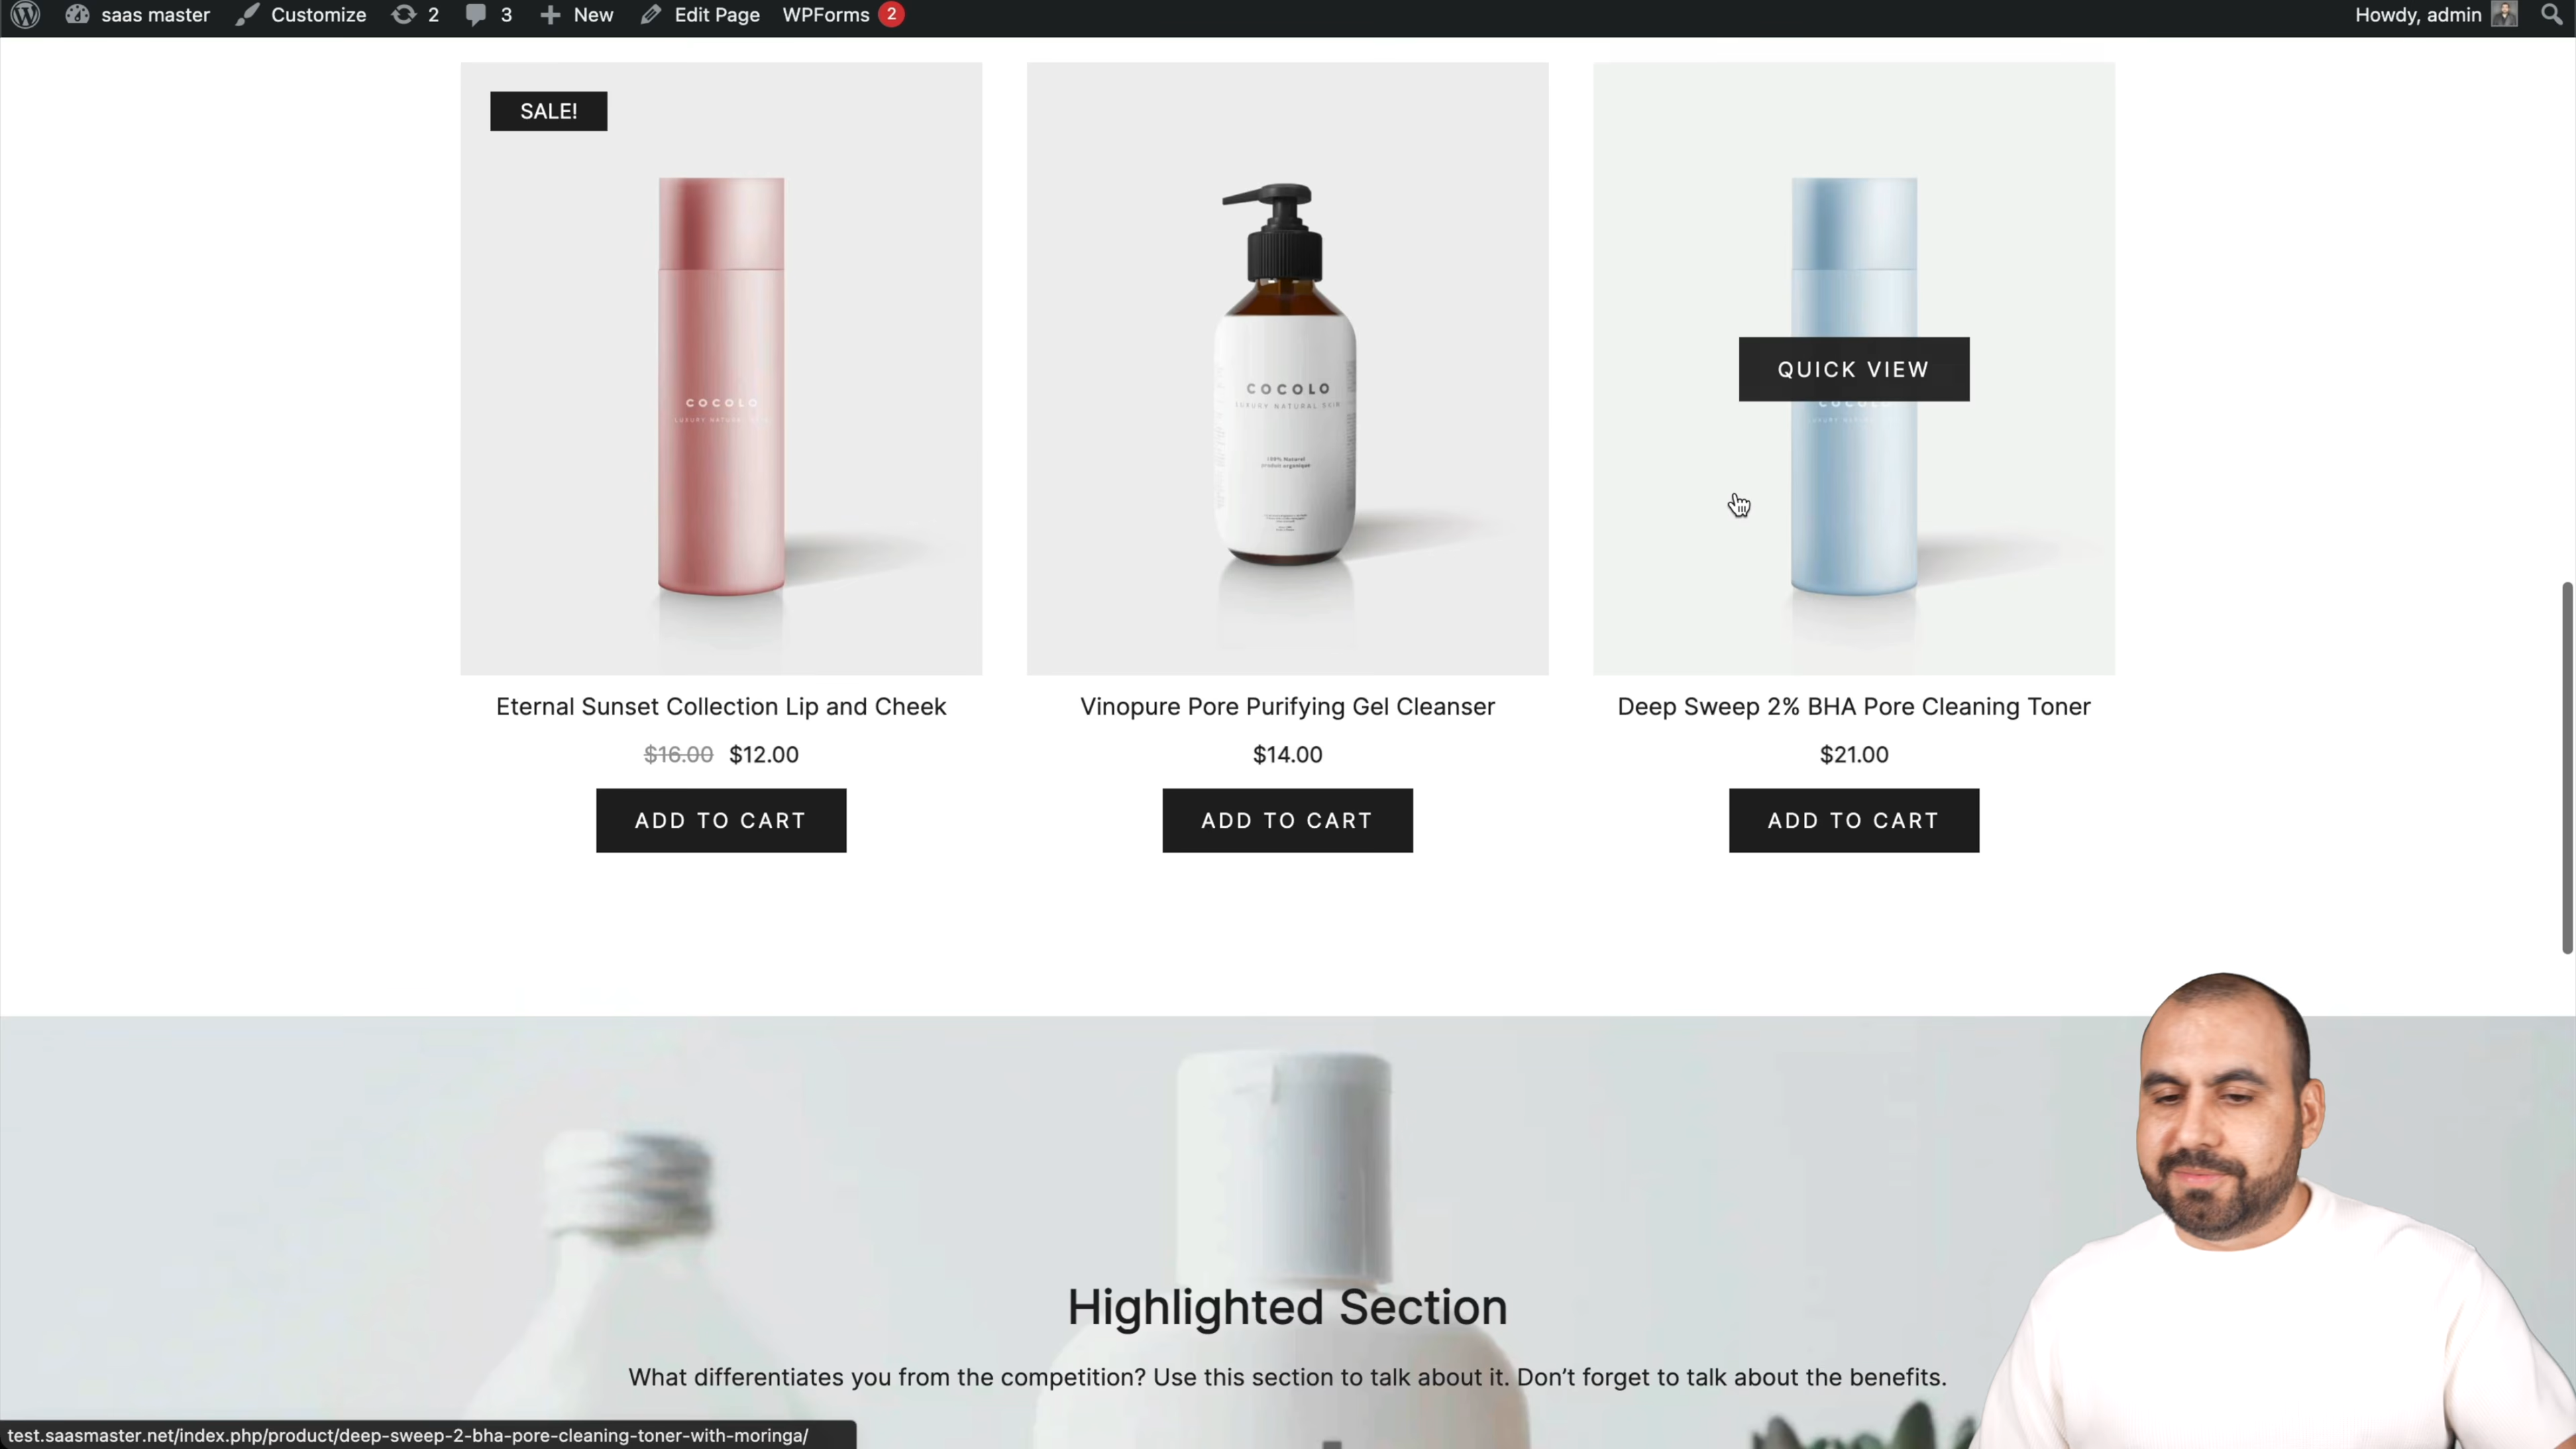 saas master Customize 2 3 New Edit Page WPForms 2 Howdy, admin
SALE!
QUICK VIEW
COCOLO
LUXURY NATURAL SKIN
COCOLO
LUXURY NATURAL SKIN
100% Natural
produit organique
Eternal Sunset Collection Lip and Cheek
$16.00 $12.00
ADD TO CART
Vinopure Pore Purifying Gel Cleanser
$14.00
ADD TO CART
Deep Sweep 2% BHA Pore Cleaning Toner
$21.00
ADD TO CART
Highlighted Section
What differentiates you from the competition? Use this section to talk about it. Don’t forget to talk about the benefits.
test.saasmaster.net/index.php/product/deep-sweep-2-bha-pore-cleaning-toner-with-moringa/